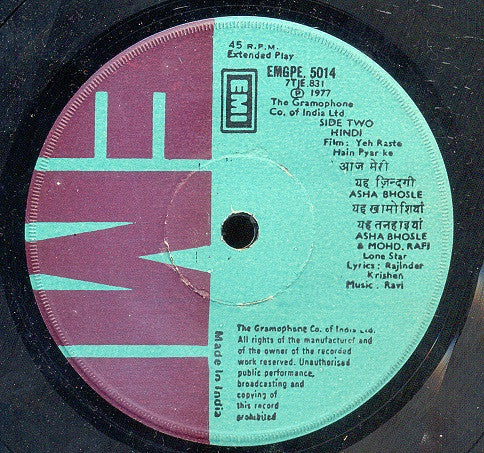 45 R.P.M.
Extended Play
EMGPE. 5014
7TJE.831
Ⓟ 1977
EMI
The Gramophone
Co. of India Ltd.
SIDE TWO
HINDI
Film : Yeh Raste
Hain Pyar ke
आज मेरी
यह ज़िन्दगी
ASHA BHOSLE
यह खामोशियां
यह तनहाइयां
ASHA BHOSLE
& MOHD. RAFI
Lone Star
Lyrics : Rajinder
Krishen
Music : Ravi
EMI
The Gramophone Co. of India Ltd.
All rights of the manufacturer and
of the owner of the recorded
work reserved. Unauthorised
public performance,
broadcasting and
copying of
this record
prohibited
Made In India